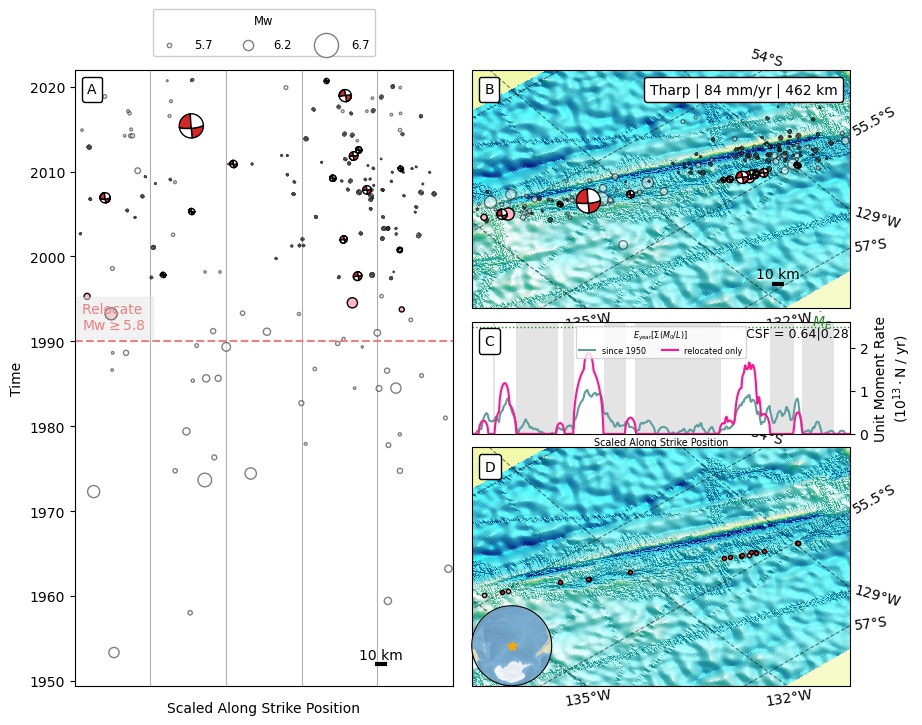 Mw
5.7
6.2
6.7
A
2020
2010
2000
1990
1980
1970
1960
1950
Time
Relocate
Mw ≥ 5.8
10 km
Scaled Along Strike Position
B
Tharp | 84 mm/yr | 462 km
54°S
55.5°S
129°W
57°S
10 km
135°W
132°W
C
E_year[Σ(M_0/L)]
since 1950
relocated only
Ṁ_E
CSF = 0.64|0.28
2
1
0
Unit Moment Rate
(10^13 · N / yr)
Scaled Along Strike Position
54°S
D
55.5°S
129°W
57°S
135°W
132°W